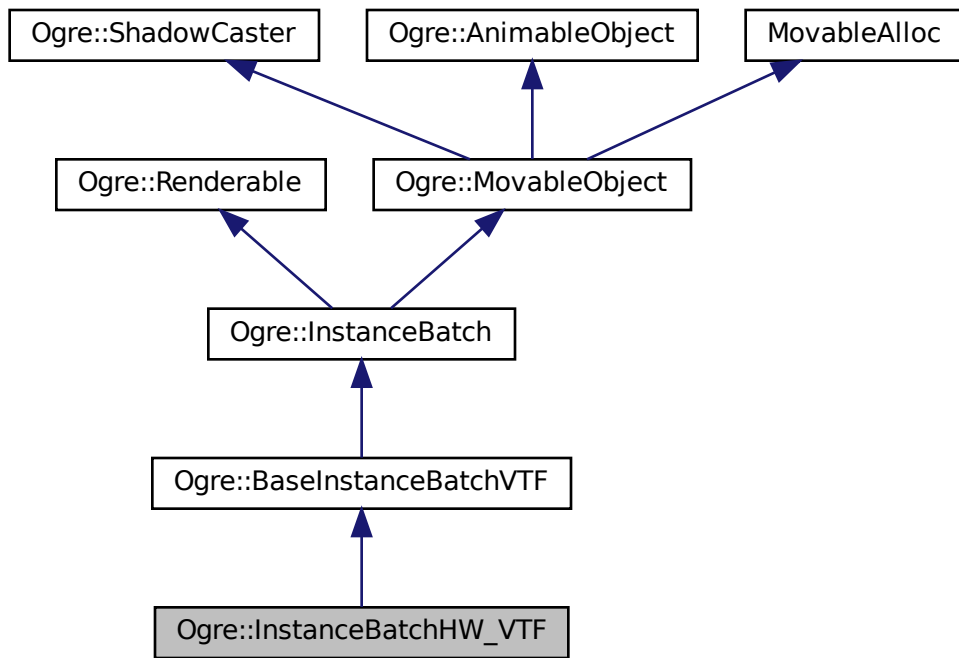 Ogre::ShadowCaster
Ogre::AnimableObject
MovableAlloc
Ogre::Renderable
Ogre::MovableObject
Ogre::InstanceBatch
Ogre::BaseInstanceBatchVTF
Ogre::InstanceBatchHW_VTF